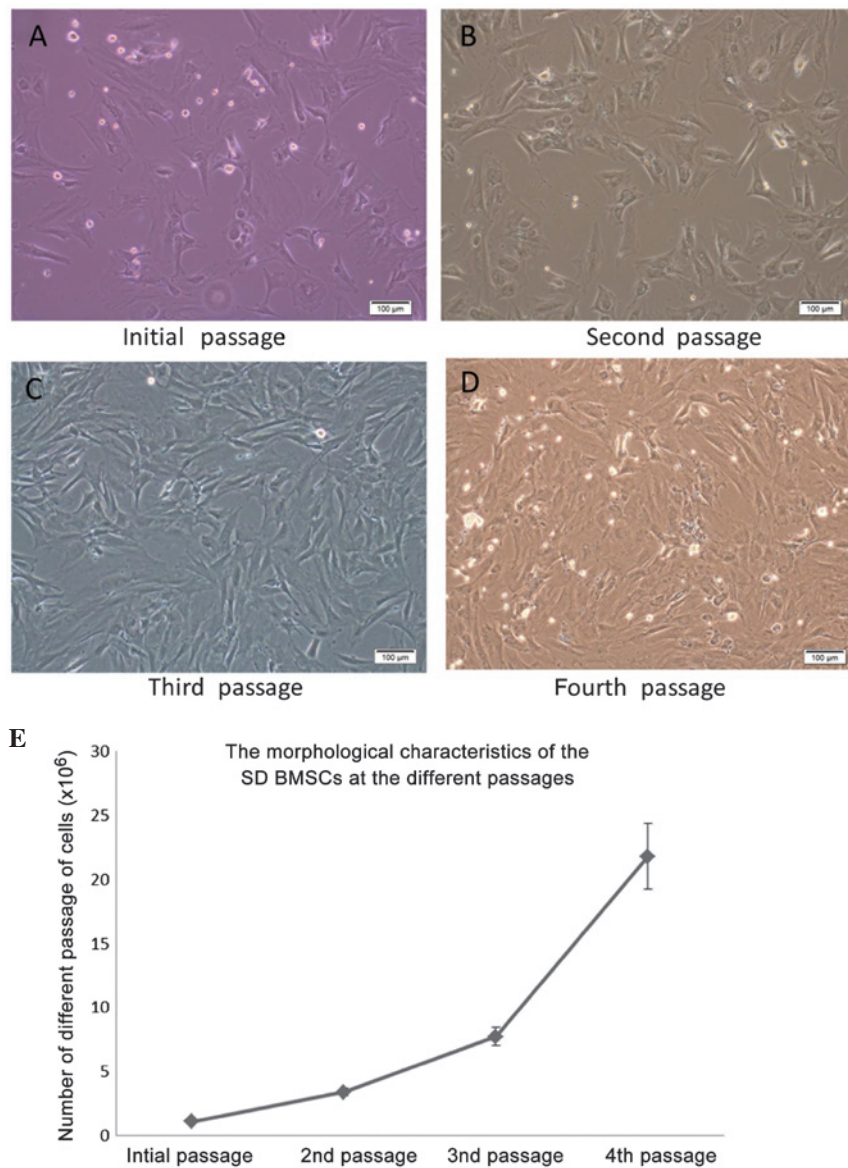 A
B
100 µm
100 µm
Initial passage
Second passage
C
D
100 µm
100 µm
Third passage
Fourth passage
E
The morphological characteristics of the
SD BMSCs at the different passages
Number of different passage of cells (x10⁶)
30
25
20
15
10
5
0
Intial passage
2nd passage
3nd passage
4th passage